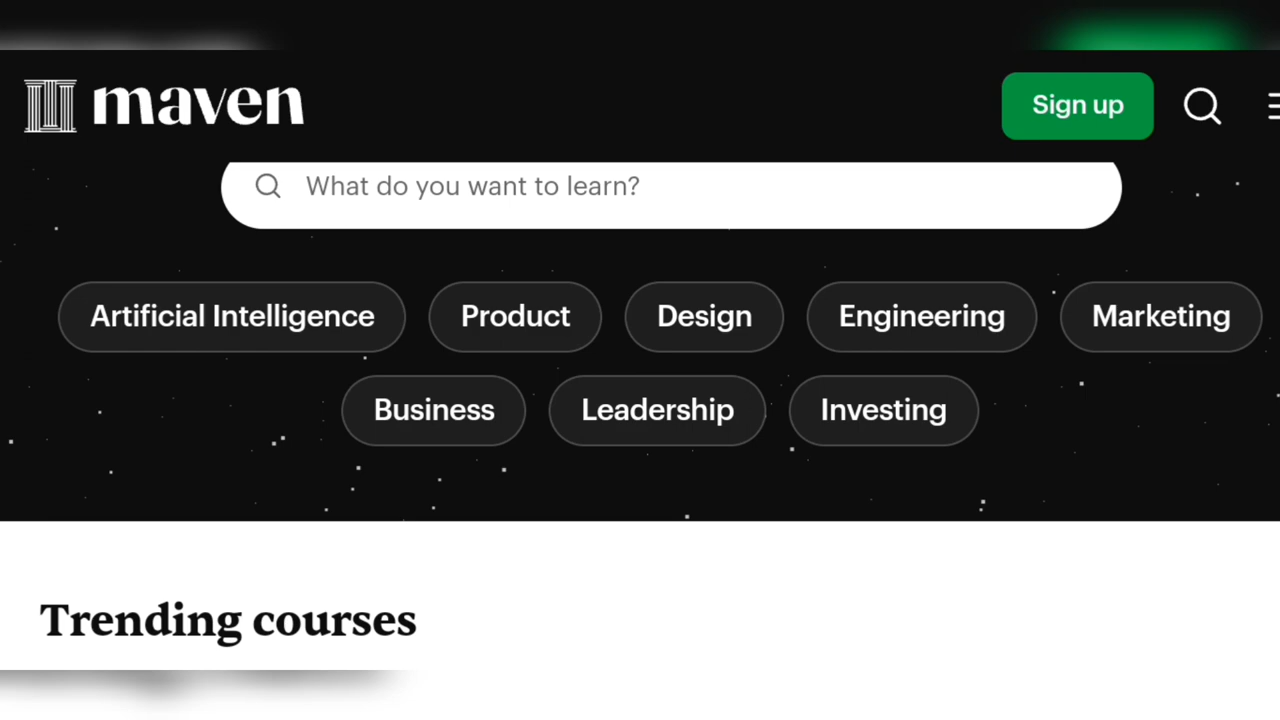 maven
Sign up
What do you want to learn?
Artificial Intelligence Product Design Engineering Marketing
Business Leadership Investing
Trending courses